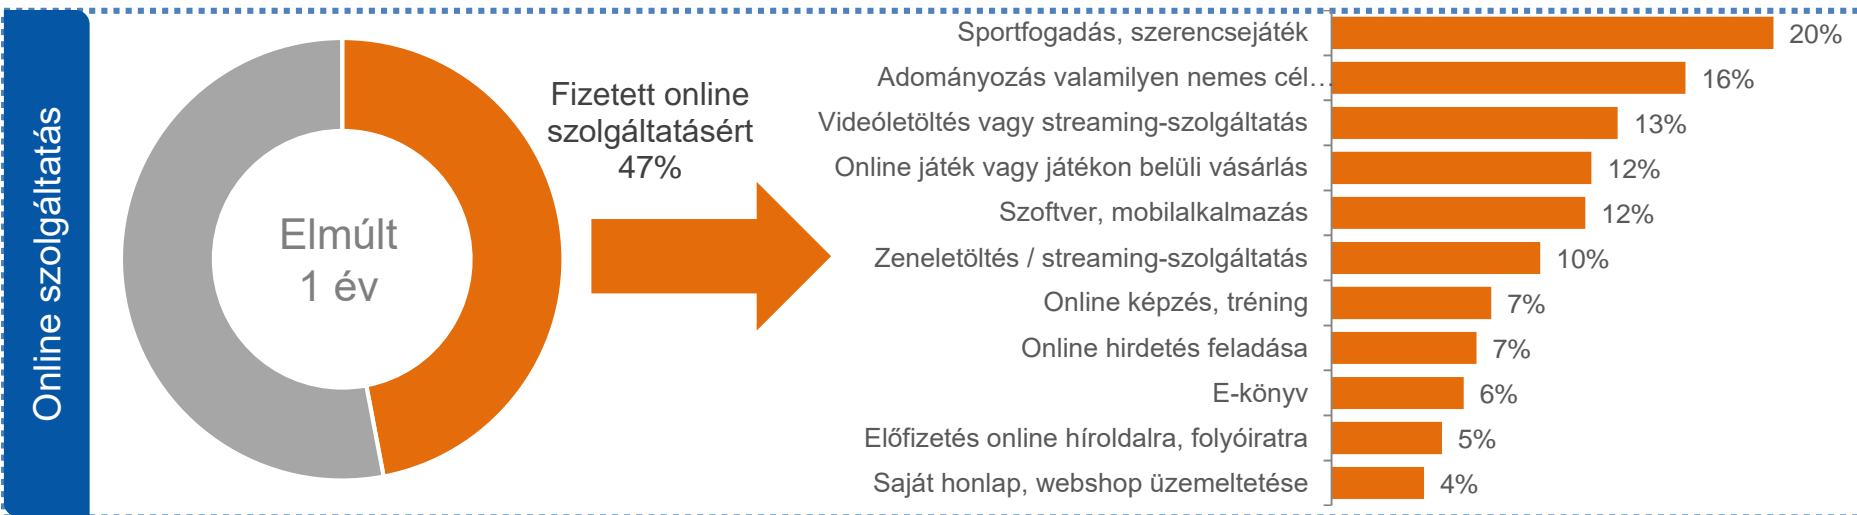 Online szolgáltatás
Elmúlt
1 év
Fizetett online
szolgáltatásért
47%
Sportfogadás, szerencsejáték 20%
Adományozás valamilyen nemes cél… 16%
Videóletöltés vagy streaming-szolgáltatás 13%
Online játék vagy játékon belüli vásárlás 12%
Szoftver, mobilalkalmazás 12%
Zeneletöltés / streaming-szolgáltatás 10%
Online képzés, tréning 7%
Online hirdetés feladása 7%
E-könyv 6%
Előfizetés online híroldalra, folyóiratra 5%
Saját honlap, webshop üzemeltetése 4%